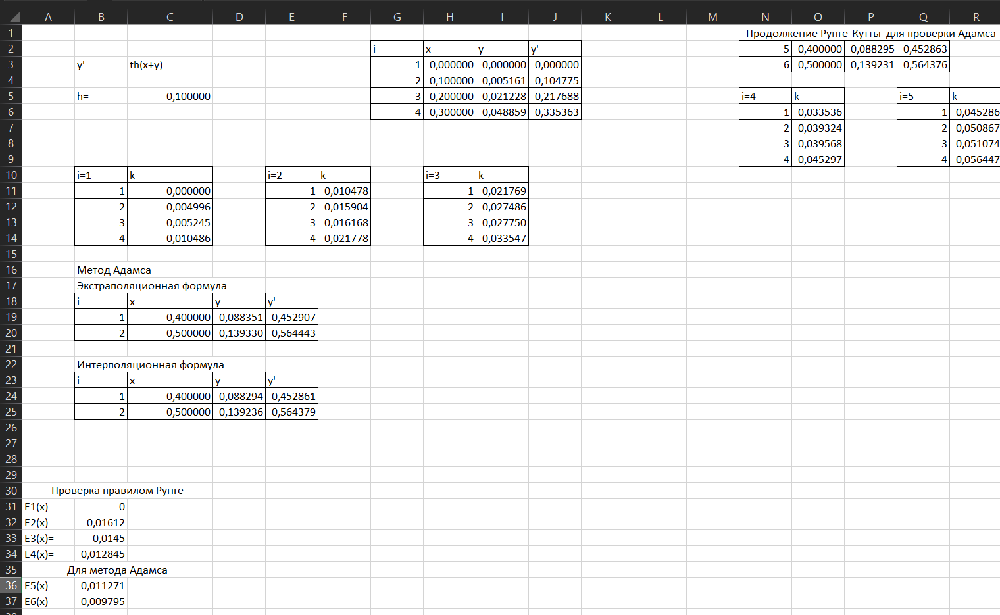 A B C D E F G H I J K L M N O P Q R
1 Продолжение Рунге-Кутты для проверки Адамса
2 i x y y' 5 0,400000 0,088295 0,452863
3 y'= th(x+y) 1 0,000000 0,000000 0,000000 6 0,500000 0,139231 0,564376
4 2 0,100000 0,005161 0,104775
5 h= 0,100000 3 0,200000 0,021228 0,217688 i=4 k i=5 k
6 4 0,300000 0,048859 0,335363 1 0,033536 1 0,045286
7 2 0,039324 2 0,050867
8 3 0,039568 3 0,051074
9 4 0,045297 4 0,056447
10 i=1 k i=2 k i=3 k
11 1 0,000000 1 0,010478 1 0,021769
12 2 0,004996 2 0,015904 2 0,027486
13 3 0,005245 3 0,016168 3 0,027750
14 4 0,010486 4 0,021778 4 0,033547
15
16 Метод Адамса
17 Экстраполяционная формула
18 i x y y'
19 1 0,400000 0,088351 0,452907
20 2 0,500000 0,139330 0,564443
21
22 Интерполяционная формула
23 i x y y'
24 1 0,400000 0,088294 0,452861
25 2 0,500000 0,139236 0,564379
26
27
28
29
30 Проверка правилом Рунге
31 E1(x)= 0
32 E2(x)= 0,01612
33 E3(x)= 0,0145
34 E4(x)= 0,012845
35 Для метода Адамса
36 E5(x)= 0,011271
37 E6(x)= 0,009795